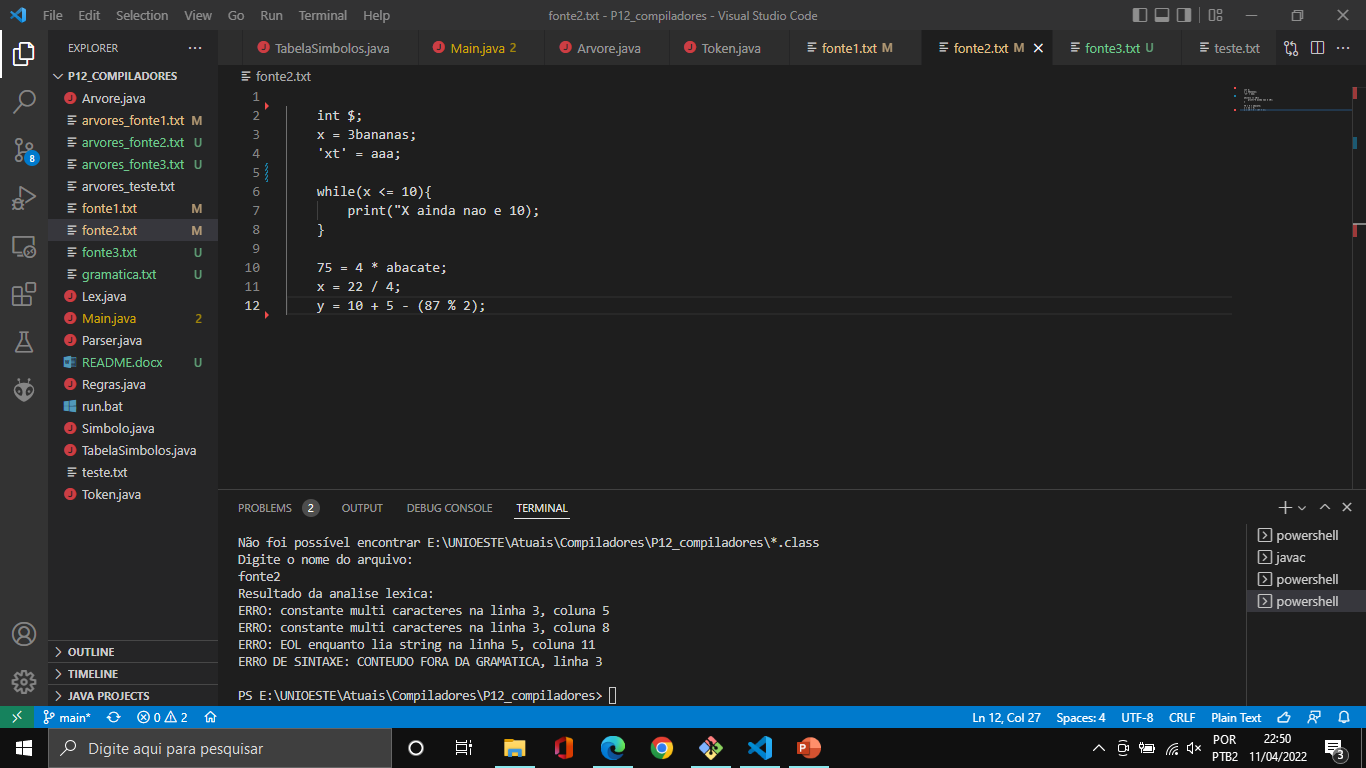 File Edit Selection View Go Run Terminal Help fonte2.txt - P12_compiladores - Visual Studio Code
EXPLORER ···
TabelaSimbolos.java Main.java 2 Arvore.java Token.java fonte1.txt M fonte2.txt M fonte3.txt U teste.txt
P12_COMPILADORES
Arvore.java
arvores_fonte1.txt M
arvores_fonte2.txt U
arvores_fonte3.txt U
arvores_teste.txt
fonte1.txt M
fonte2.txt M
fonte3.txt U
gramatica.txt U
Lex.java
Main.java 2
Parser.java
README.docx U
Regras.java
run.bat
Simbolo.java
TabelaSimbolos.java
teste.txt
Token.java
OUTLINE
TIMELINE
JAVA PROJECTS
8
fonte2.txt
1
2 int $;
3 x = 3bananas;
4 'xt' = aaa;
5
6 while(x <= 10){
7 print("X ainda nao e 10);
8 }
9
10 75 = 4 * abacate;
11 x = 22 / 4;
12 y = 10 + 5 - (87 % 2);
PROBLEMS 2 OUTPUT DEBUG CONSOLE TERMINAL
Não foi possível encontrar E:\UNIOESTE\Atuais\Compiladores\P12_compiladores\*.class
Digite o nome do arquivo:
fonte2
Resultado da analise lexica:
ERRO: constante multi caracteres na linha 3, coluna 5
ERRO: constante multi caracteres na linha 3, coluna 8
ERRO: EOL enquanto lia string na linha 5, coluna 11
ERRO DE SINTAXE: CONTEUDO FORA DA GRAMATICA, linha 3
PS E:\UNIOESTE\Atuais\Compiladores\P12_compiladores>
powershell
javac
powershell
powershell
main* 0 2 Ln 12, Col 27 Spaces: 4 UTF-8 CRLF Plain Text
Digite aqui para pesquisar
POR
PTB2
22:50
11/04/2022
3